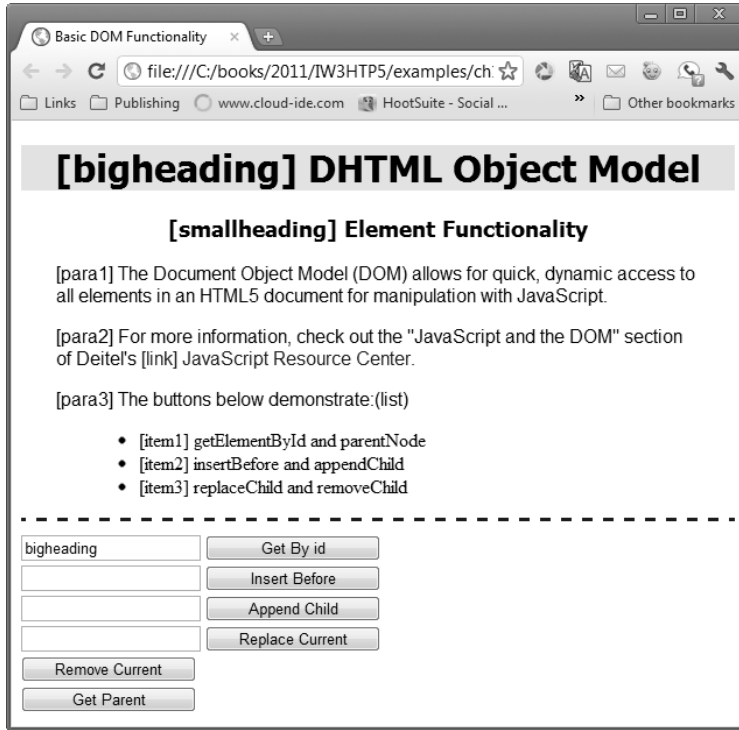 Basic DOM Functionality
file:///C:/books/2011/IW3HTP5/examples/ch
Links Publishing www.cloud-ide.com HootSuite - Social ... » Other bookmarks
[bigheading] DHTML Object Model
[smallheading] Element Functionality
[para1] The Document Object Model (DOM) allows for quick, dynamic access to
all elements in an HTML5 document for manipulation with JavaScript.
[para2] For more information, check out the "JavaScript and the DOM" section
of Deitel's [link] JavaScript Resource Center.
[para3] The buttons below demonstrate:(list)
• [item1] getElementById and parentNode
• [item2] insertBefore and appendChild
• [item3] replaceChild and removeChild
bigheading Get By id
Insert Before
Append Child
Replace Current
Remove Current
Get Parent